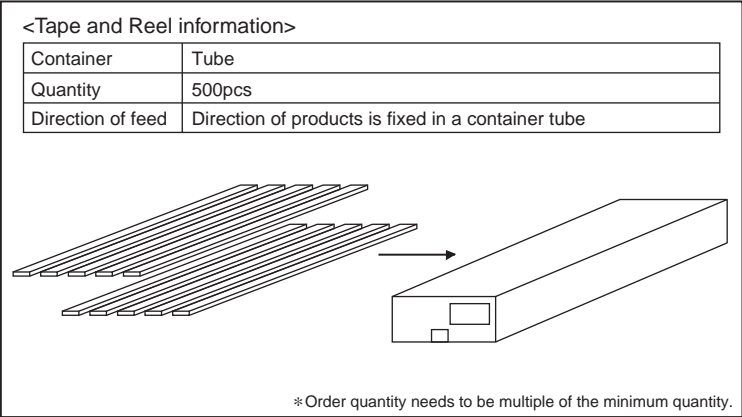 <Tape and Reel information>
Container Tube
Quantity 500pcs
Direction of feed Direction of products is fixed in a container tube
∗Order quantity needs to be multiple of the minimum quantity.